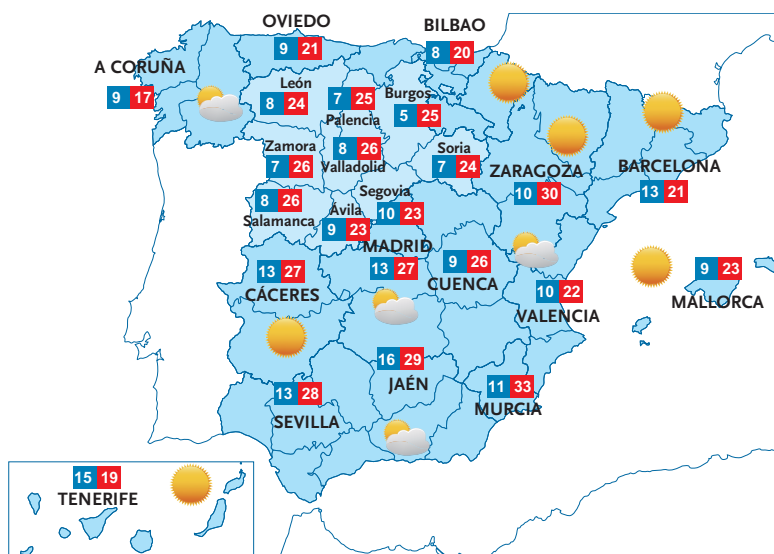 OVIEDO
9 21
BILBAO
8 20
A CORUÑA
9 17
León
8 24
7 25
Palencia
Burgos
5 25
Zamora
7 26
8 26
Valladolid
Soria
7 24
ZARAGOZA
10 30
BARCELONA
13 21
8 26
Salamanca
Segovia
10 23
Ávila
9 23
MADRID
13 27
9 26
CUENCA
13 27
CÁCERES
10 22
VALENCIA
9 23
MALLORCA
16 29
JAÉN
13 28
SEVILLA
11 33
MURCIA
15 19
TENERIFE